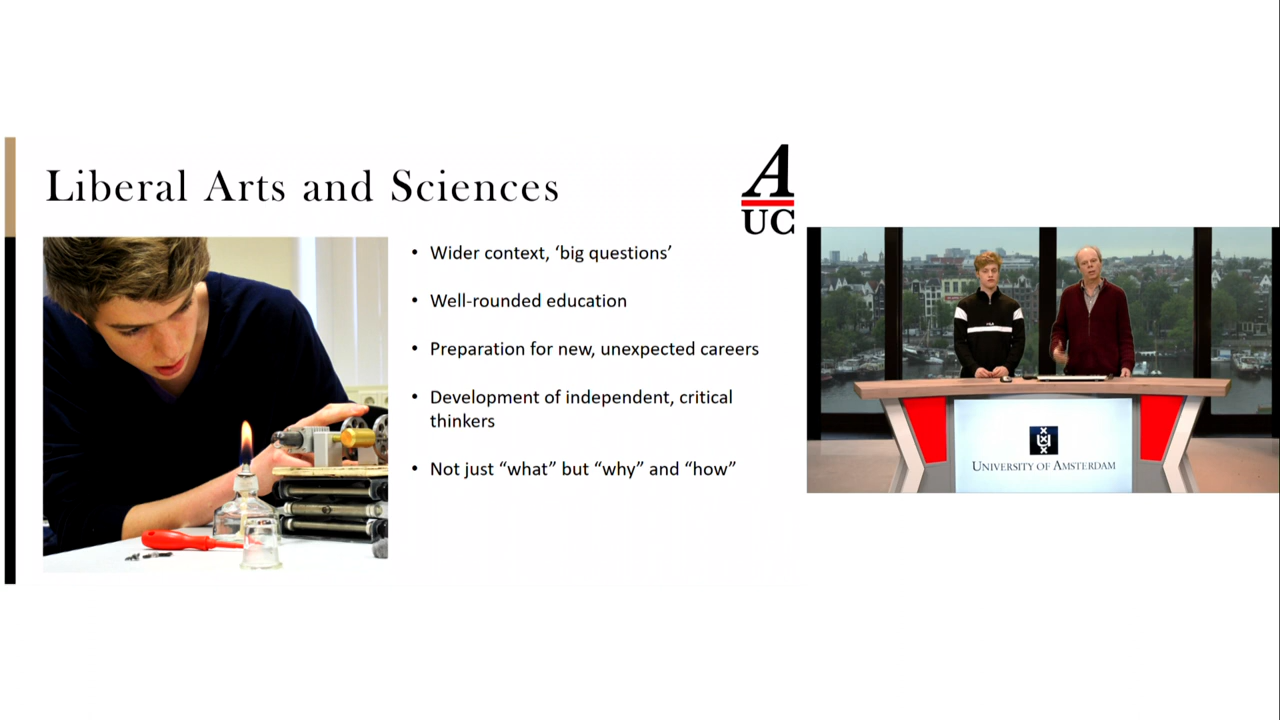 Liberal Arts and Sciences
A
UC
• Wider context, ‘big questions’
• Well-rounded education
• Preparation for new, unexpected careers
• Development of independent, critical
thinkers
• Not just “what” but “why” and “how”
UNIVERSITY OF AMSTERDAM